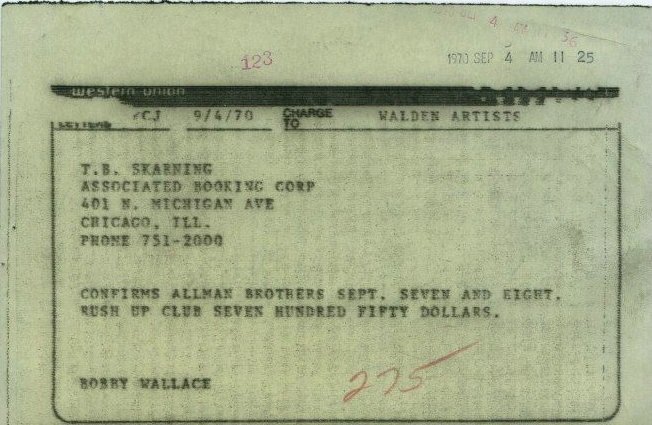 1970 SEP 4 AM 11 25
123
western union
CJ 9/4/70 CHARGE TO WALDEN ARTISTS
T.B. SKARNING
ASSOCIATED BOOKING CORP
401 N. MICHIGAN AVE
CHICAGO, ILL.
PHONE 751-2000
CONFIRMS ALLMAN BROTHERS SEPT. SEVEN AND EIGHT.
RUSH UP CLUB SEVEN HUNDRED FIFTY DOLLARS.
BOBBY WALLACE
275